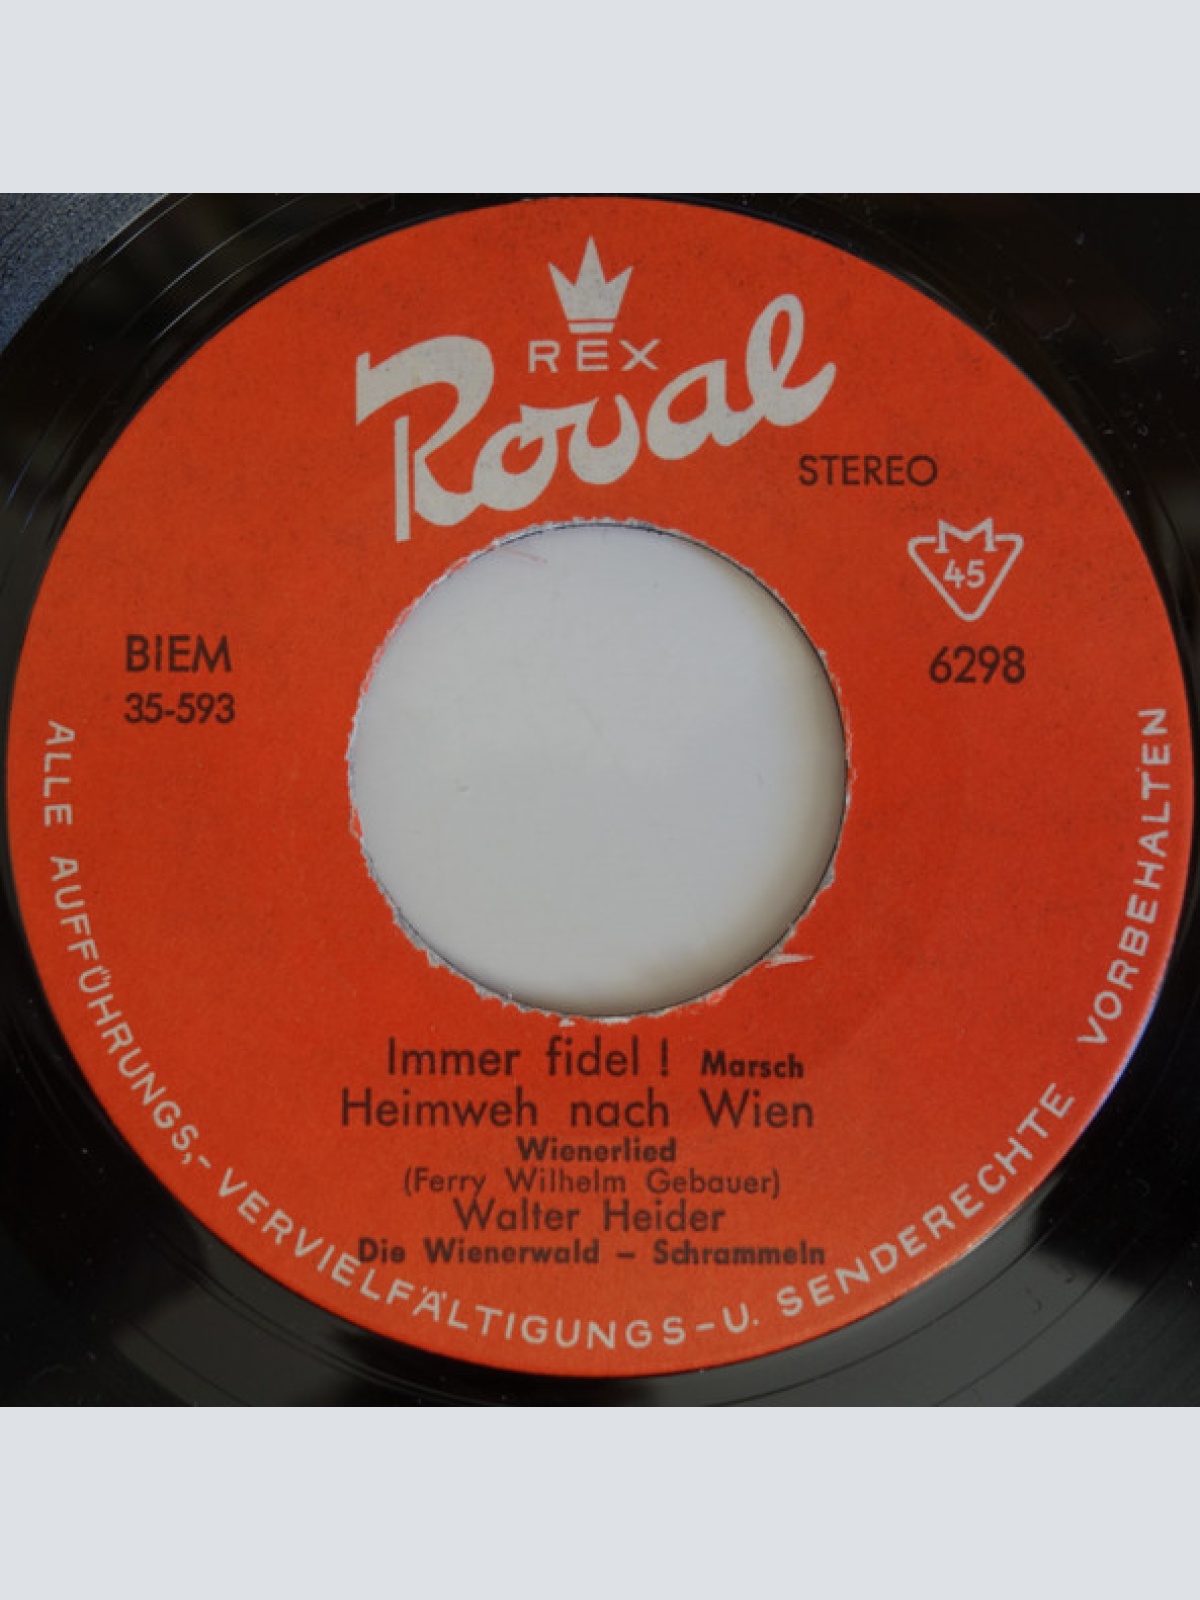 REX
Royal
STEREO
M
45
BIEM
35-593
6298
Immer fidel ! Marsch
Heimweh nach Wien
Wienerlied
(Ferry Wilhelm Gebauer)
Walter Heider
Die Wienerwald – Schrammeln
ALLE AUFFÜHRUNGS,- VERVIELFÄLTIGUNGS-U. SENDERECHTE VORBEHALTEN